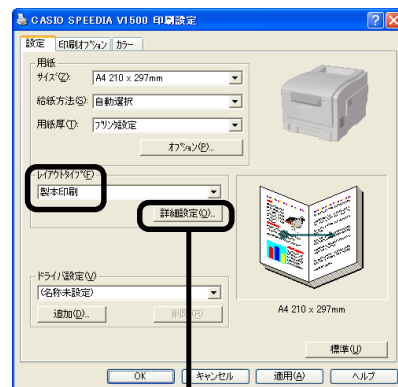 CASIO SPEEDIA V1500 印刷設定
設定 印刷ｵﾌﾟｼｮﾝ ｶﾗｰ
用紙
ｻｲｽﾞ(Z): A4 210 x 297mm
給紙方法(S): 自動選択
用紙厚(T): ﾌﾟﾘﾝﾀ設定
ｵﾌﾟｼｮﾝ(P)...
ﾚｲｱｳﾄﾀｲﾌﾟ(F)
製本印刷
詳細設定(O)...
ﾄﾞﾗｲﾊﾞ設定(V)
(名称未設定)
追加(D)... 削除(R)
A4 210 x 297mm
標準(U)
OK キャンセル 適用(A) ヘルプ